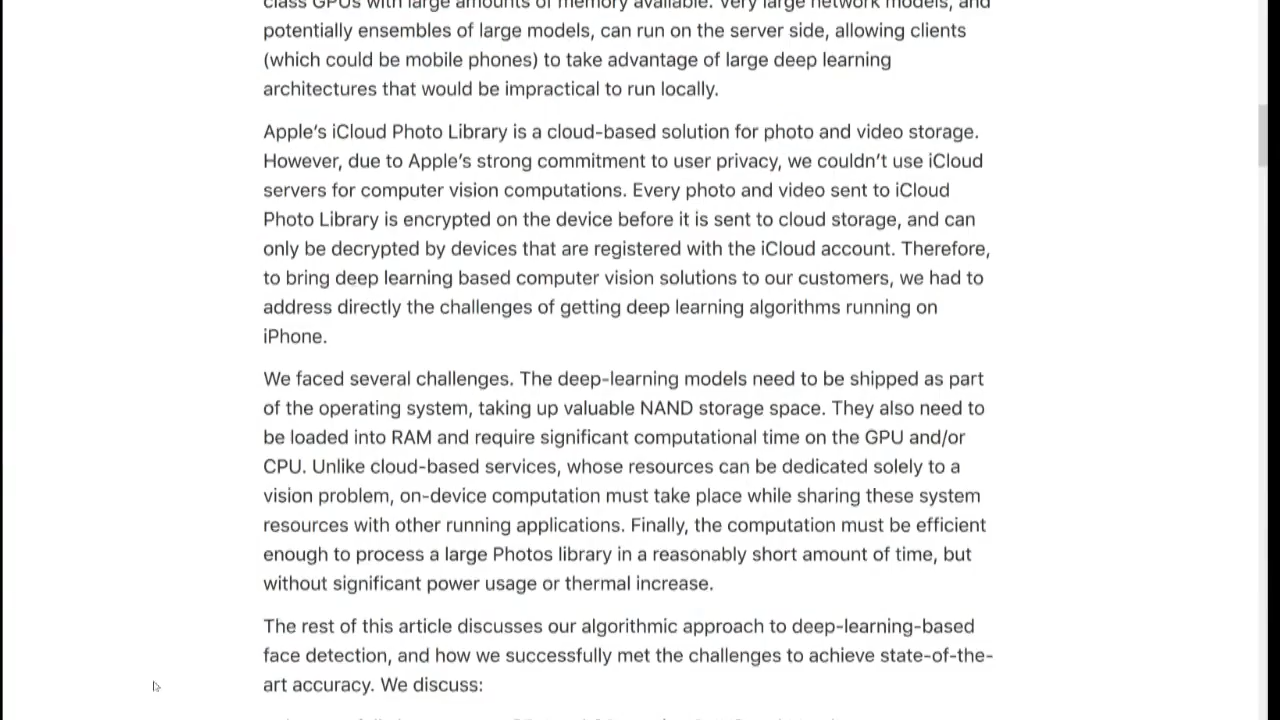 class GPUs with large amounts of memory available. Very large network models, and
potentially ensembles of large models, can run on the server side, allowing clients
(which could be mobile phones) to take advantage of large deep learning
architectures that would be impractical to run locally.
Apple’s iCloud Photo Library is a cloud-based solution for photo and video storage.
However, due to Apple’s strong commitment to user privacy, we couldn’t use iCloud
servers for computer vision computations. Every photo and video sent to iCloud
Photo Library is encrypted on the device before it is sent to cloud storage, and can
only be decrypted by devices that are registered with the iCloud account. Therefore,
to bring deep learning based computer vision solutions to our customers, we had to
address directly the challenges of getting deep learning algorithms running on
iPhone.
We faced several challenges. The deep-learning models need to be shipped as part
of the operating system, taking up valuable NAND storage space. They also need to
be loaded into RAM and require significant computational time on the GPU and/or
CPU. Unlike cloud-based services, whose resources can be dedicated solely to a
vision problem, on-device computation must take place while sharing these system
resources with other running applications. Finally, the computation must be efficient
enough to process a large Photos library in a reasonably short amount of time, but
without significant power usage or thermal increase.
The rest of this article discusses our algorithmic approach to deep-learning-based
face detection, and how we successfully met the challenges to achieve state-of-the-
art accuracy. We discuss: